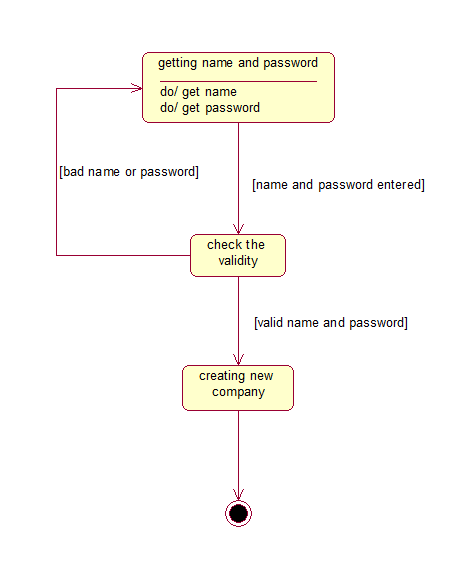 getting name and password
do/ get name
do/ get password
[bad name or password]
[name and password entered]
check the
validity
[valid name and password]
creating new
company